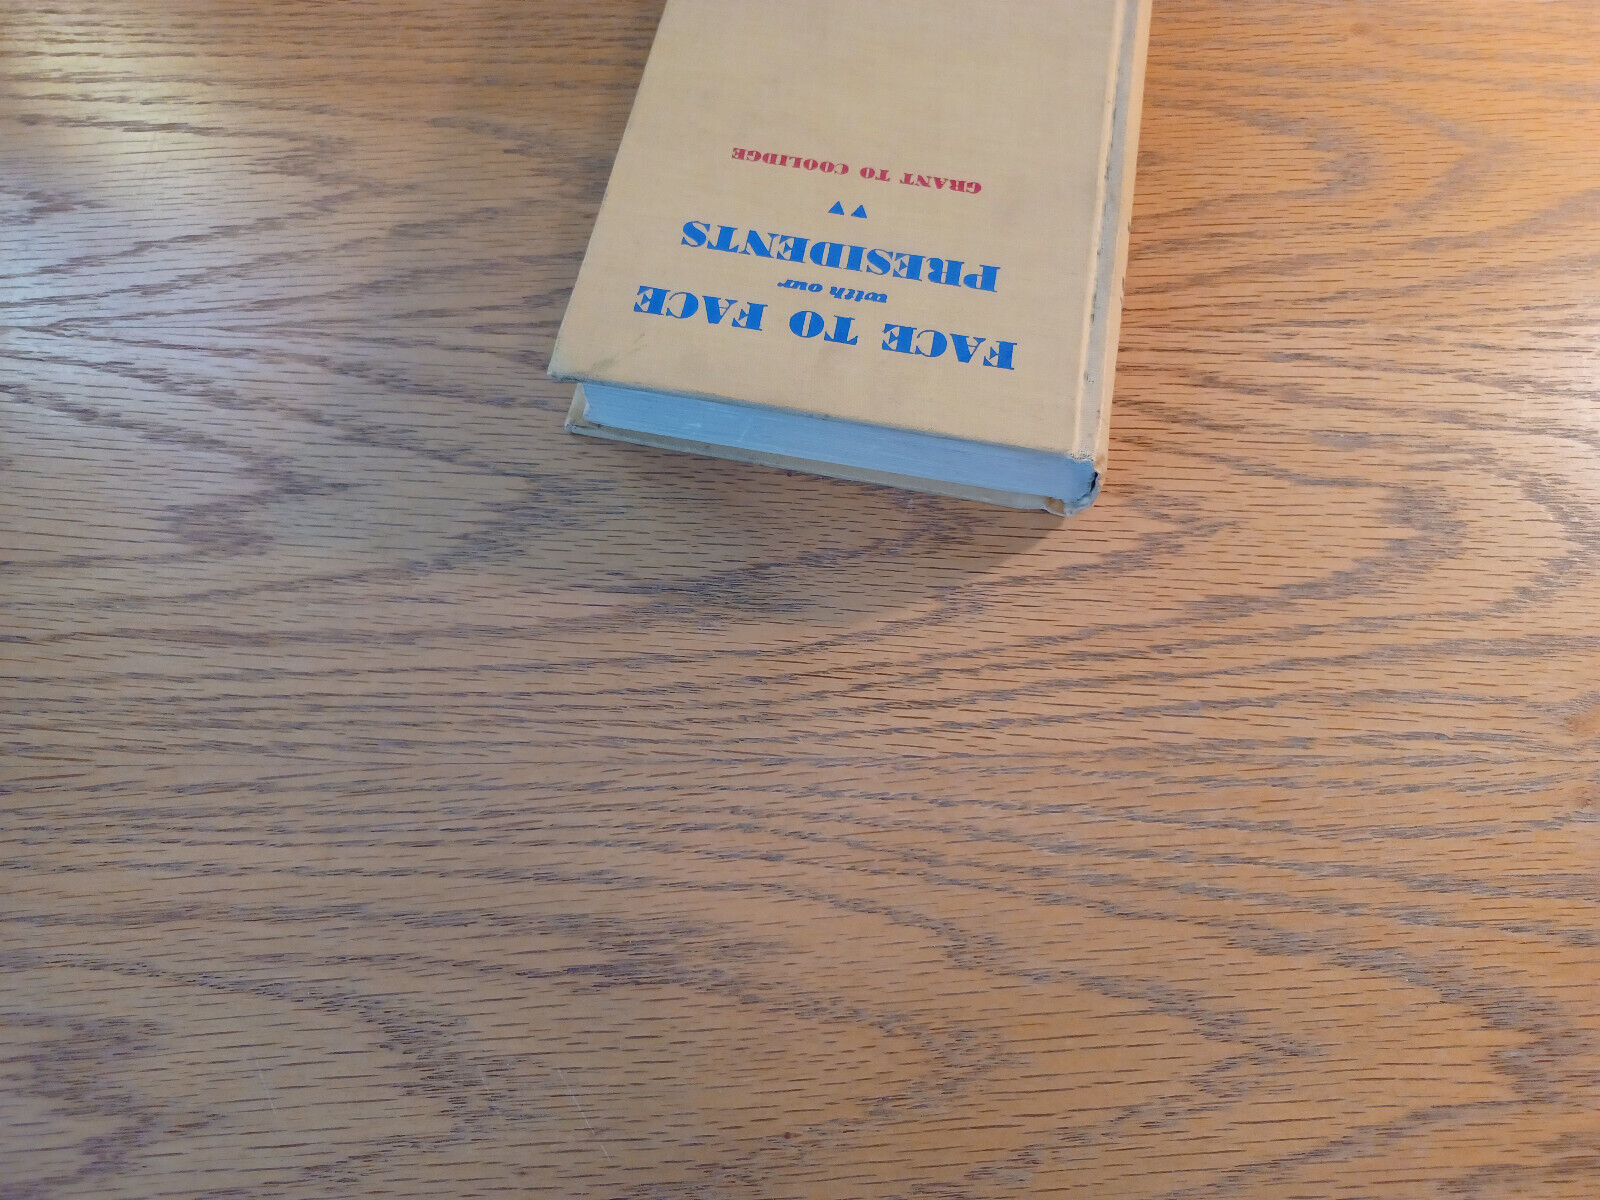 FACE TO FACE
with our
PRESIDENTS
GRANT TO COOLIDGE